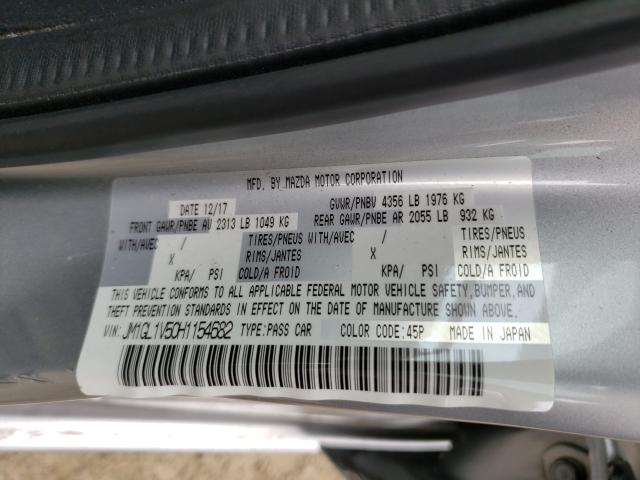 MFD. BY MAZDA MOTOR CORPORATION
DATE 12/17 GVWR/PNBV 4356 LB 1976 KG
FRONT GAWR/PNBE AV 2313 LB 1049 KG REAR GAWR/PNBE AR 2055 LB 932 KG
WITH/AVEC / TIRES/PNEUS WITH/AVEC / TIRES/PNEUS
X RIMS/JANTES X RIMS/JANTES
KPA/ PSI COLD/A FROID KPA/ PSI COLD/A FROID
THIS VEHICLE CONFORMS TO ALL APPLICABLE FEDERAL MOTOR VEHICLE SAFETY, BUMPER, AND
THEFT PREVENTION STANDARDS IN EFFECT ON THE DATE OF MANUFACTURE SHOWN ABOVE.
VIN: JM1GL1V5DH1154682 TYPE:PASS CAR COLOR CODE:45P MADE IN JAPAN